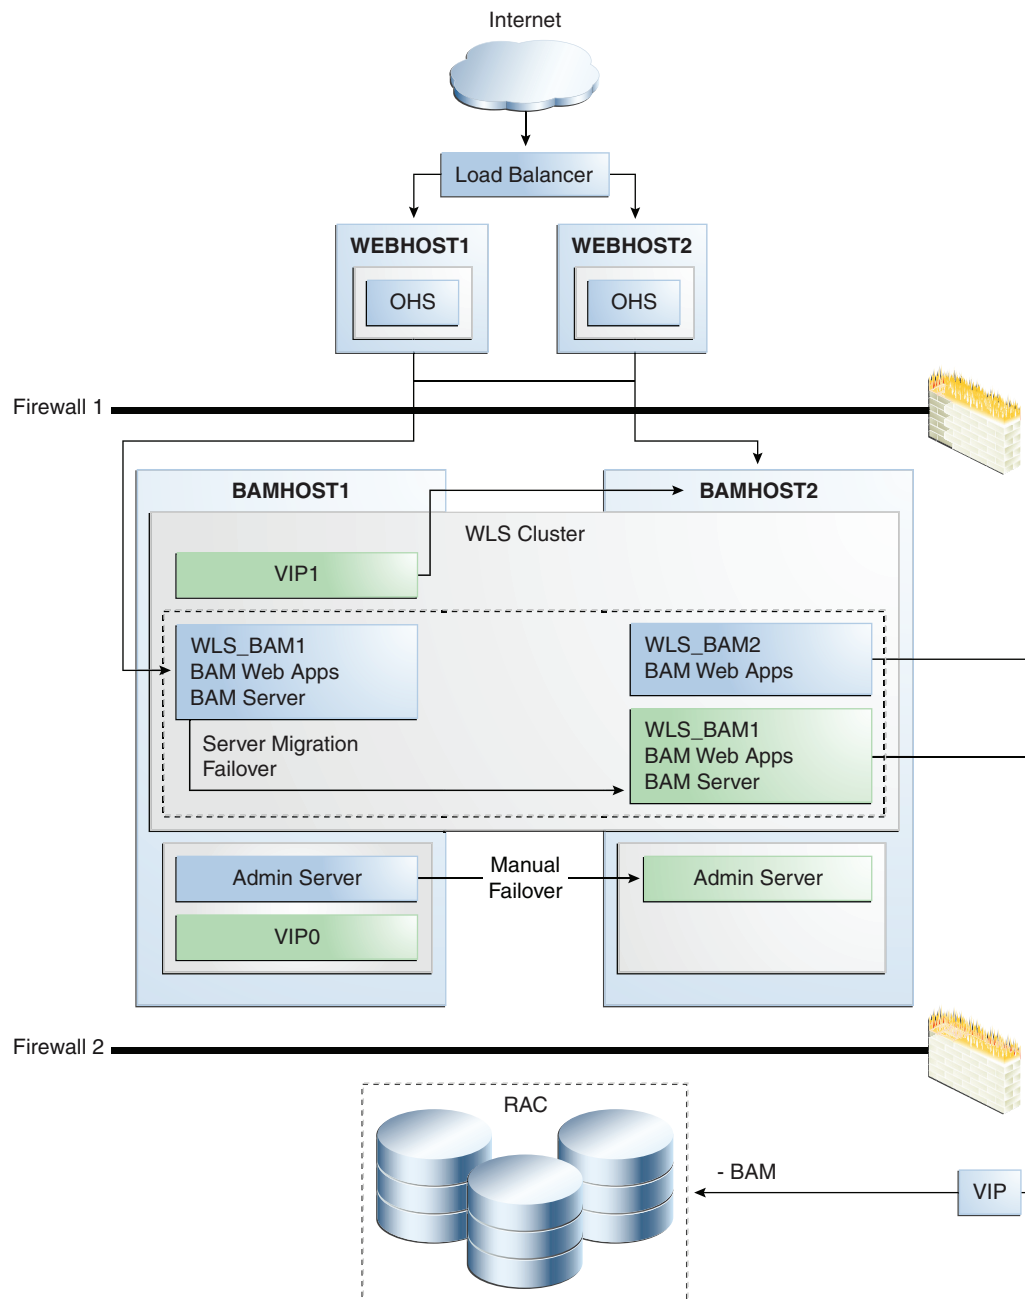 Internet
Load Balancer
WEBHOST1
WEBHOST2
OHS
OHS
Firewall 1
BAMHOST1
BAMHOST2
WLS Cluster
VIP1
WLS_BAM1
BAM Web Apps
BAM Server
WLS_BAM2
BAM Web Apps
Server Migration
Failover
WLS_BAM1
BAM Web Apps
BAM Server
Admin Server
Manual
Failover
Admin Server
VIP0
Firewall 2
RAC
- BAM
VIP